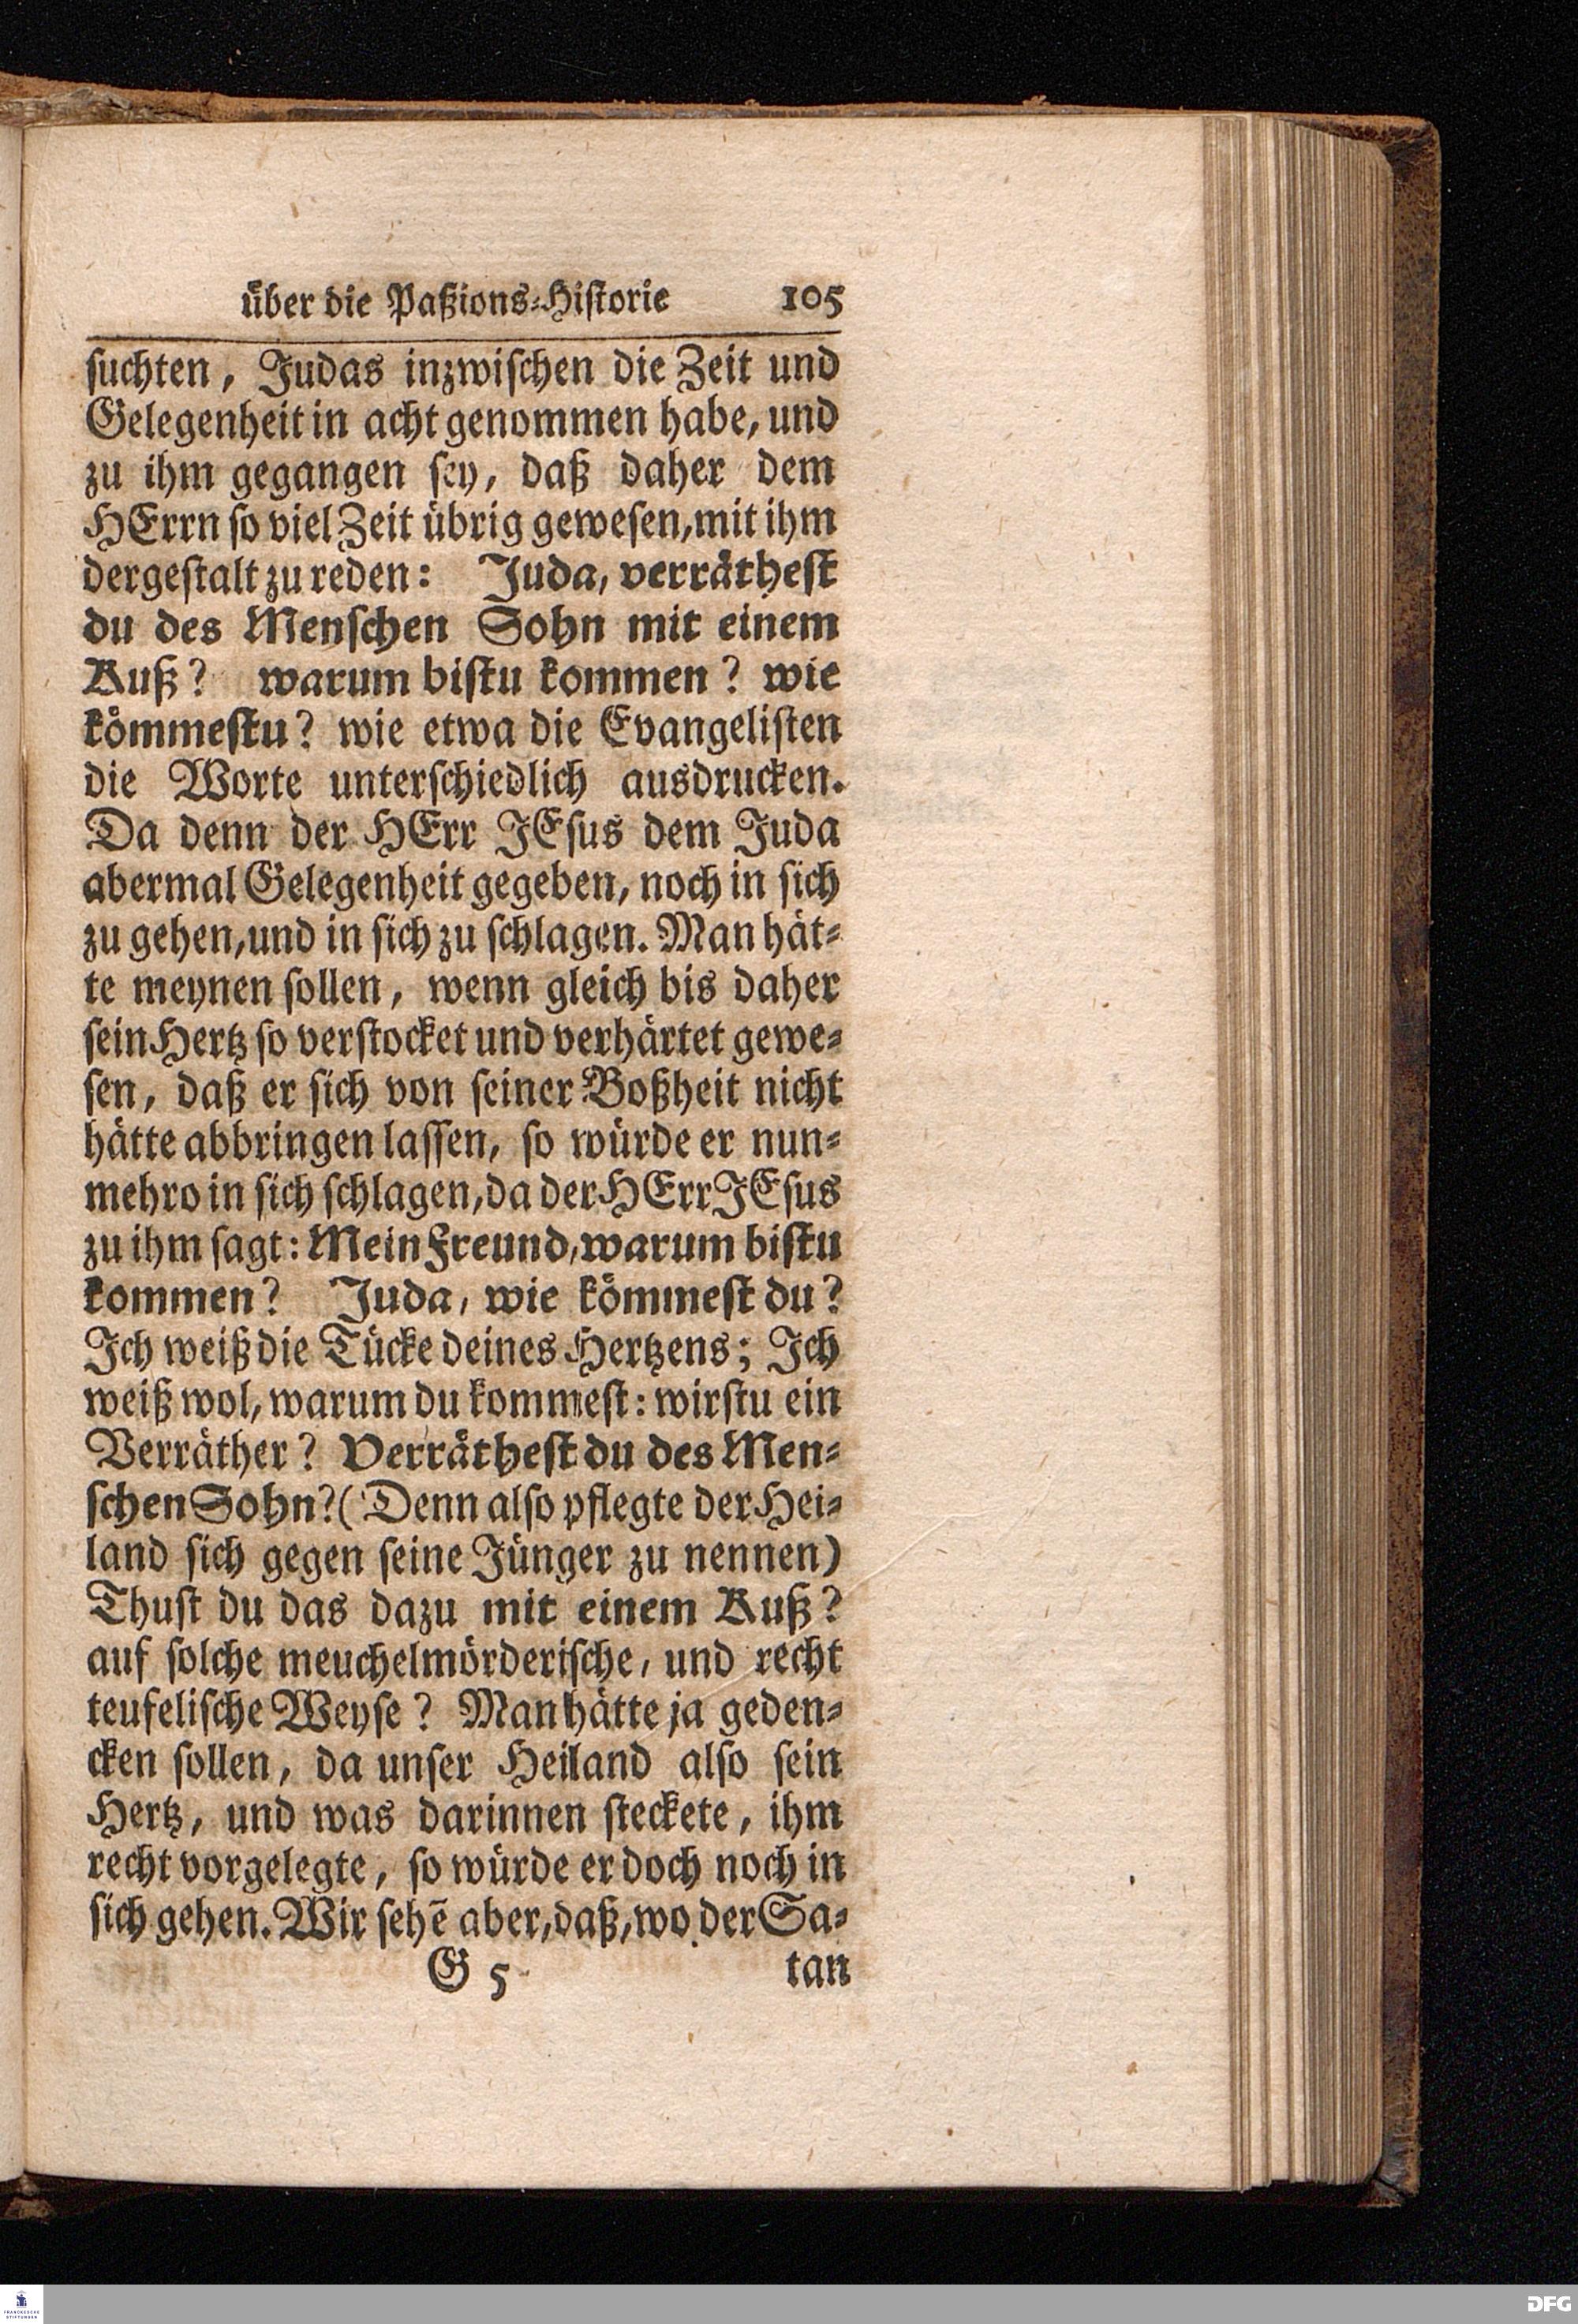 über die Paßions-Historie 105
suchten, Judas inzwischen die Zeit und
Gelegenheit in acht genommen habe, und
zu ihm gegangen sey, daß daher dem
HErrn so viel Zeit übrig gewesen, mit ihm
dergestalt zu reden: Juda, verräthest
du des Menschen Sohn mit einem
Kuß? warum bistu kommen? wie
kömmestu? wie etwa die Evangelisten
die Worte unterschiedlich ausdrucken.
Da denn der HErr JEsus dem Juda
abermal Gelegenheit gegeben, noch in sich
zu gehen, und in sich zu schlagen. Man hät-
te meynen sollen, wenn gleich bis daher
sein Hertz so verstocket und verhärtet gewe-
sen, daß er sich von seiner Boßheit nicht
hätte abbringen lassen, so würde er nun-
mehro in sich schlagen, da der HErr JEsus
zu ihm sagt: Mein Freund, warum bistu
kommen? Juda, wie kömmest du?
Ich weiß die Tücke deines Hertzens; Ich
weiß wol, warum du kommest: wirstu ein
Verräther? Verräthest du des Men-
schen Sohn? (Denn also pflegte der Hei-
land sich gegen seine Jünger zu nennen)
Thust du das dazu mit einem Kuß?
auf solche meuchelmörderische, und recht
teufelische Weyse? Man hätte ja geden-
cken sollen, da unser Heiland also sein
Hertz, und was darinnen steckete, ihm
recht vorgelegte, so würde er doch noch in
sich gehen. Wir sehē aber, daß, wo der Sa-
G 5 tan
FRANCKESCHE
STIFTUNGEN
DFG